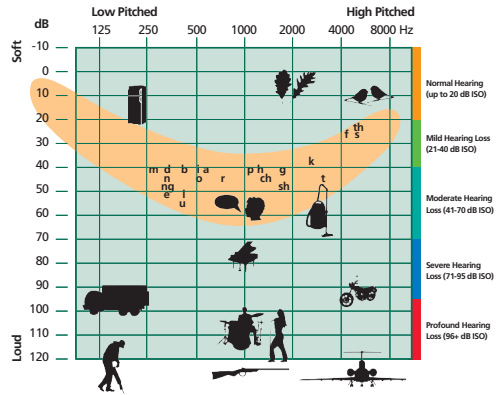 Low Pitched High Pitched
dB
125 250 500 1000 2000 4000 8000 Hz
Soft
-10
0
10
20
30
40
50
60
70
80
90
100
110
120
Loud
Normal Hearing
(up to 20 dB ISO)
Mild Hearing Loss
(21-40 dB ISO)
Moderate Hearing
Loss (41-70 dB ISO)
Severe Hearing
Loss (71-95 dB ISO)
Profound Hearing
Loss (96+ dB ISO)
th
f s
k
m d b i a p h g
n o r ch t
ng sh
e l
u